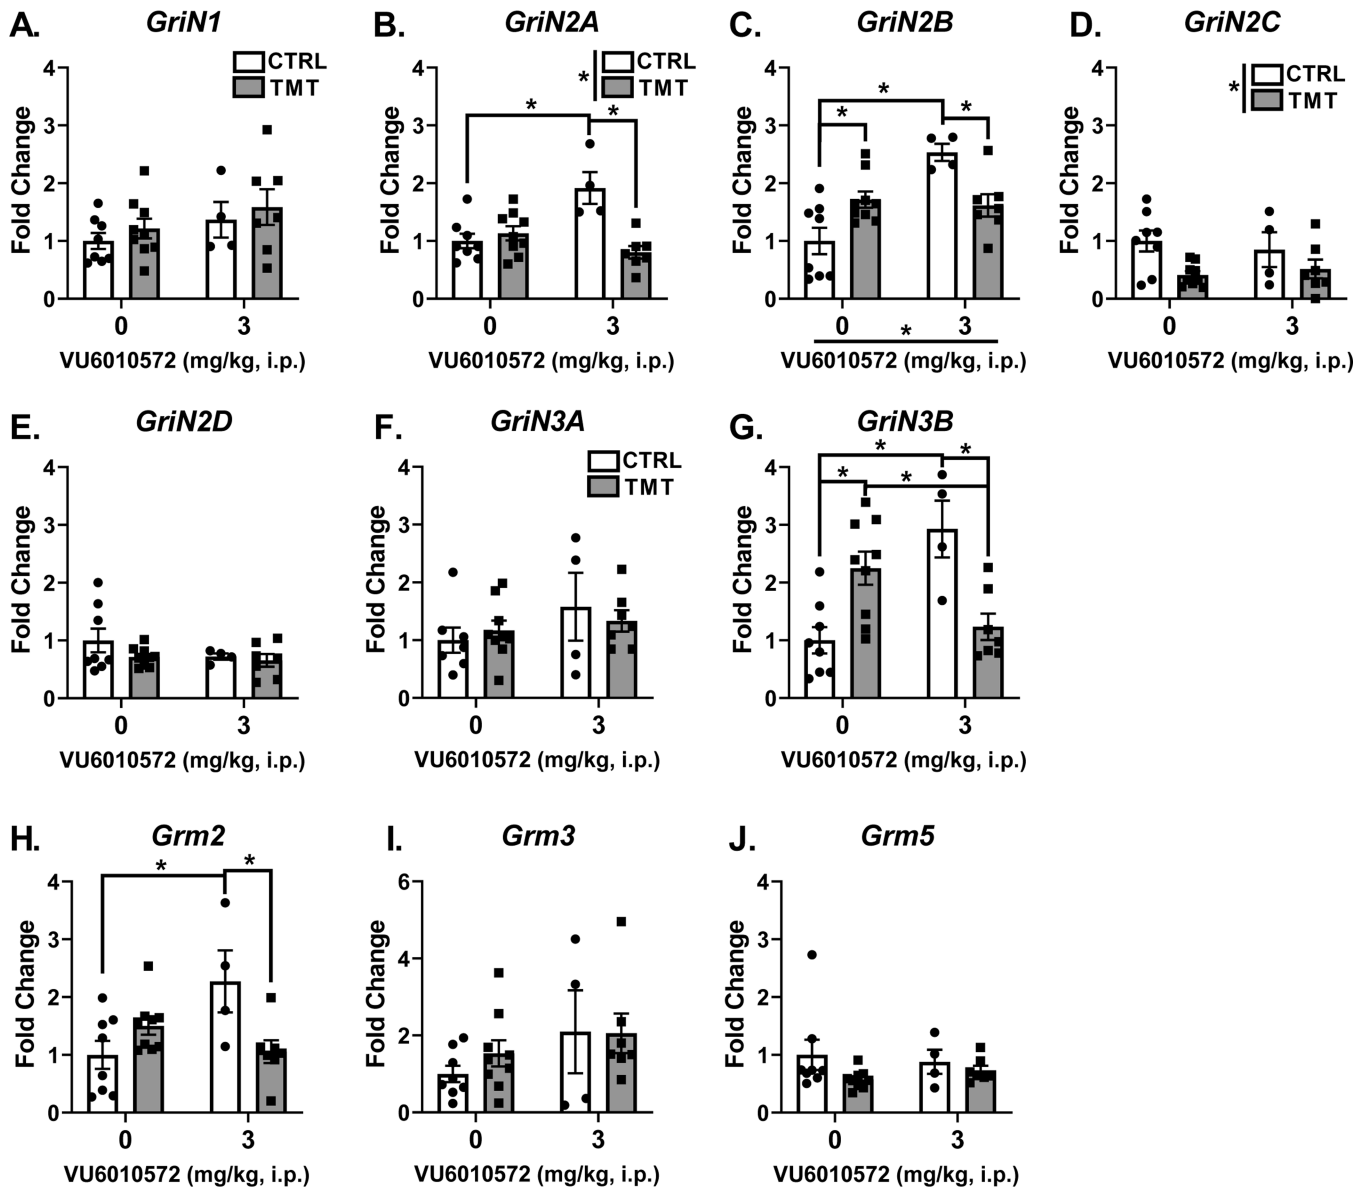 A. GriN1
CTRL
TMT
Fold Change
4
3
2
1
0
0 3
VU6010572 (mg/kg, i.p.)
B. GriN2A
*
CTRL
TMT
* *
Fold Change
4
3
2
1
0
0 3
VU6010572 (mg/kg, i.p.)
C. GriN2B
*
* *
Fold Change
4
3
2
1
0
0 3
*
VU6010572 (mg/kg, i.p.)
D. GriN2C
*
CTRL
TMT
Fold Change
4
3
2
1
0
0 3
VU6010572 (mg/kg, i.p.)
E. GriN2D
Fold Change
4
3
2
1
0
0 3
VU6010572 (mg/kg, i.p.)
F. GriN3A
CTRL
TMT
Fold Change
4
3
2
1
0
0 3
VU6010572 (mg/kg, i.p.)
G. GriN3B
* *
* *
Fold Change
4
3
2
1
0
0 3
VU6010572 (mg/kg, i.p.)
H. Grm2
* *
Fold Change
4
3
2
1
0
0 3
VU6010572 (mg/kg, i.p.)
I. Grm3
Fold Change
6
4
2
0
0 3
VU6010572 (mg/kg, i.p.)
J. Grm5
Fold Change
4
3
2
1
0
0 3
VU6010572 (mg/kg, i.p.)